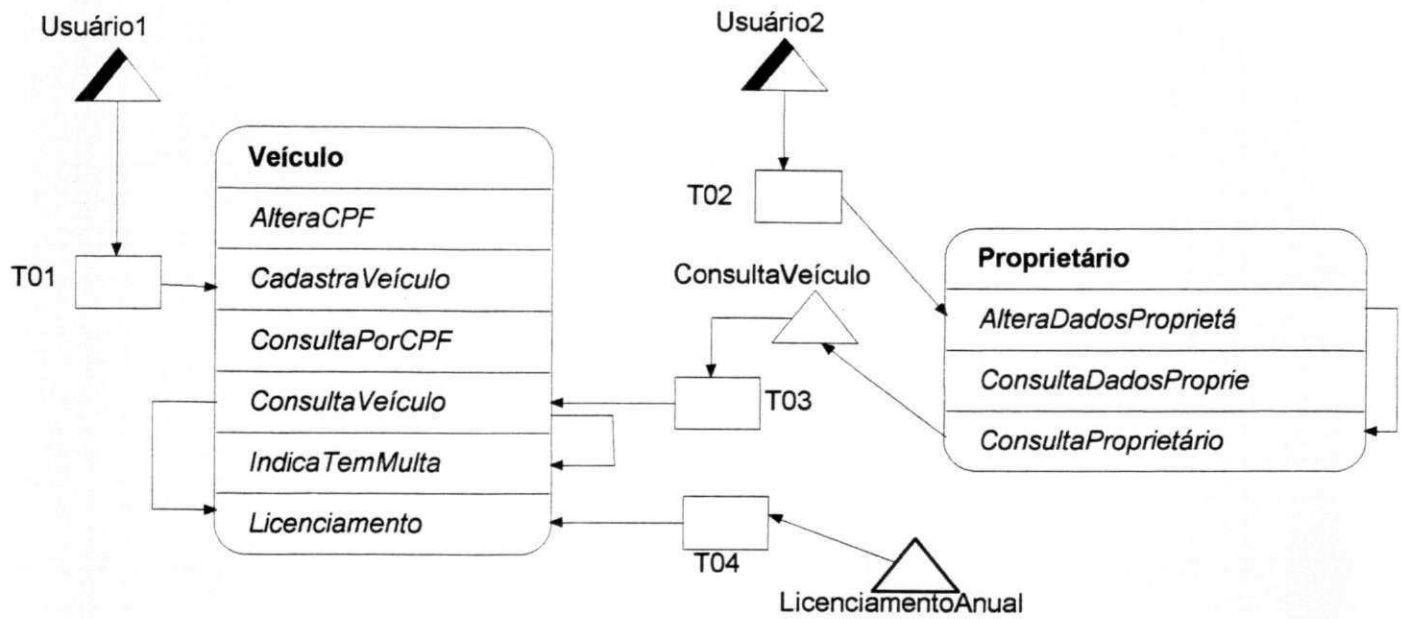 Usuário1
Usuário2
Veículo
AlteraCPF
CadastraVeículo
ConsultaPorCPF
ConsultaVeículo
IndicaTemMulta
Licenciamento
T01
T02
ConsultaVeículo
T03
T04
LicenciamentoAnual
Proprietário
AlteraDadosProprietá
ConsultaDadosProprie
ConsultaProprietário